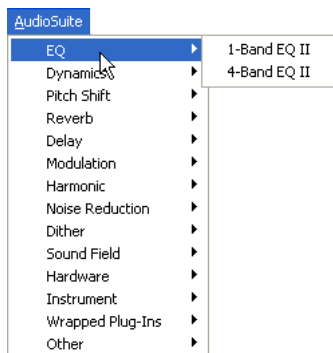 AudioSuite
EQ
1-Band EQ II
4-Band EQ II
Dynamics
Pitch Shift
Reverb
Delay
Modulation
Harmonic
Noise Reduction
Dither
Sound Field
Hardware
Instrument
Wrapped Plug-Ins
Other